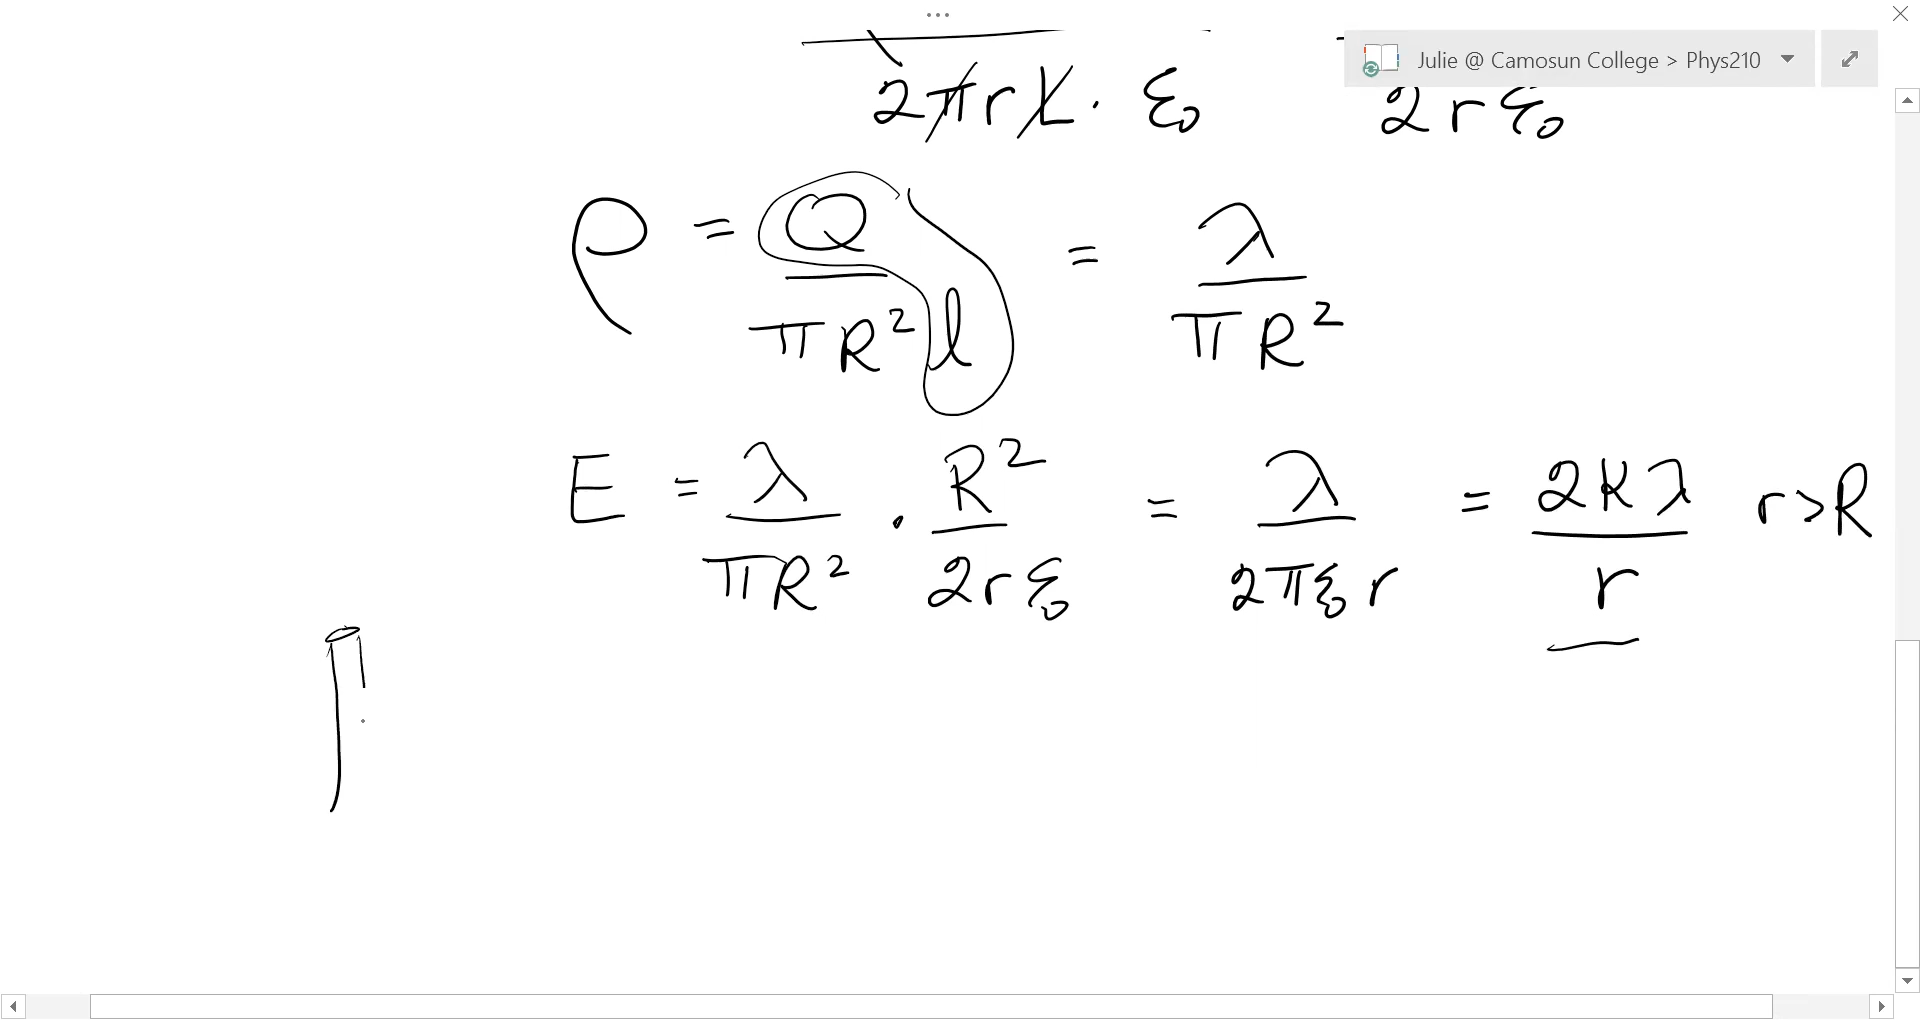 Julie @ Camosun College > Phys210
2πrL · ε₀ 2rε₀
ρ = Q / πR²l = λ / πR²
E = λ / πR² · R² / 2rε₀ = λ / 2πε₀r = 2kλ / r r>R